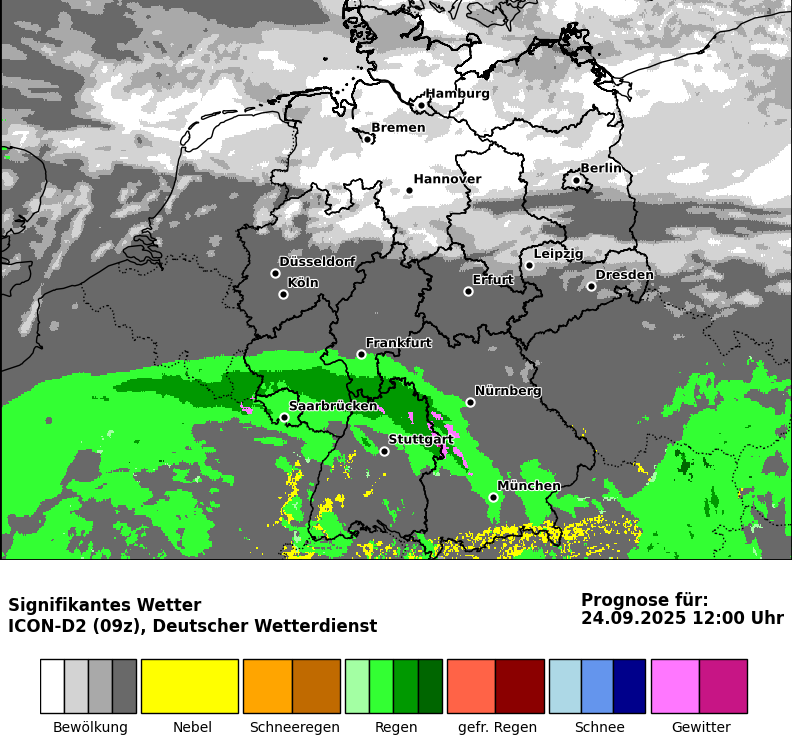 Hamburg
Bremen
Berlin
Hannover
Leipzig
Düsseldorf
Dresden
Erfurt
Köln
Frankfurt
Nürnberg
Saarbrücken
Stuttgart
München
Signifikantes Wetter
ICON-D2 (09z), Deutscher Wetterdienst
Prognose für:
24.09.2025 12:00 Uhr
Bewölkung
Nebel
Schneeregen
Regen
gefr. Regen
Schnee
Gewitter